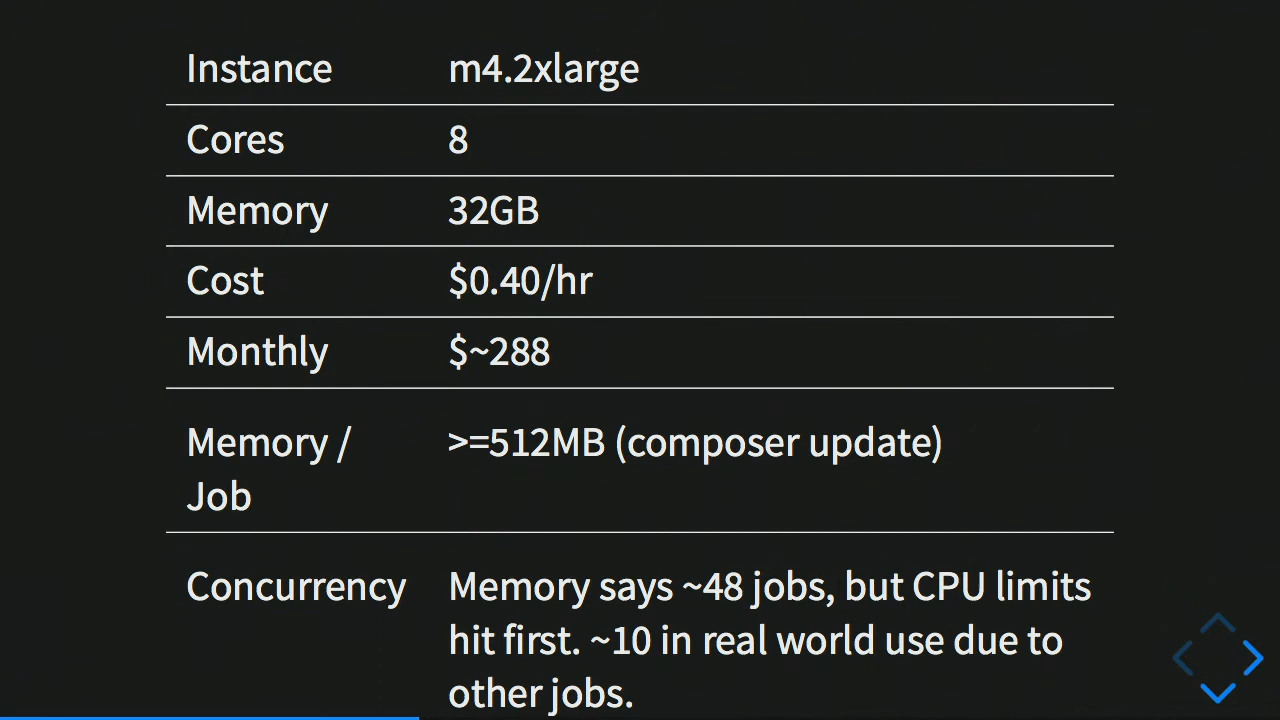 Instance m4.2xlarge
Cores 8
Memory 32GB
Cost $0.40/hr
Monthly $~288
Memory / >=512MB (composer update)
Job
Concurrency Memory says ~48 jobs, but CPU limits
hit first. ~10 in real world use due to
other jobs.